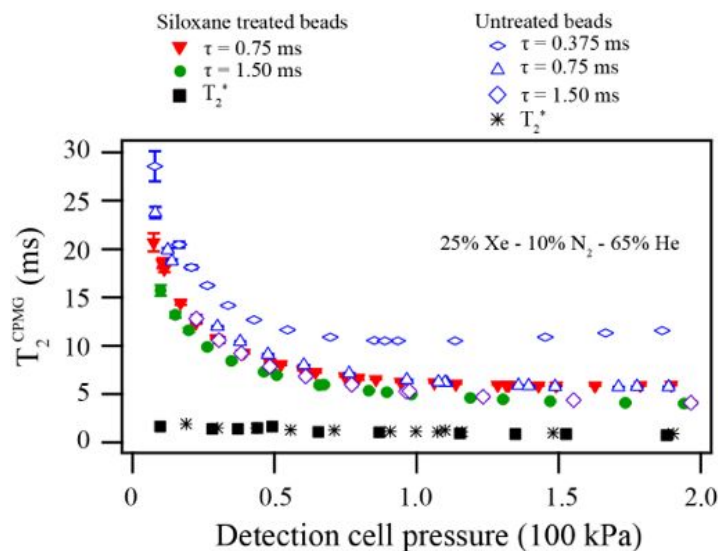 Siloxane treated beads
τ = 0.75 ms
τ = 1.50 ms
T₂*
Untreated beads
τ = 0.375 ms
τ = 0.75 ms
τ = 1.50 ms
T₂*
30
25
20
15
10
5
0
T₂^CPMG (ms)
25% Xe - 10% N₂ - 65% He
0 0.5 1.0 1.5 2.0
Detection cell pressure (100 kPa)